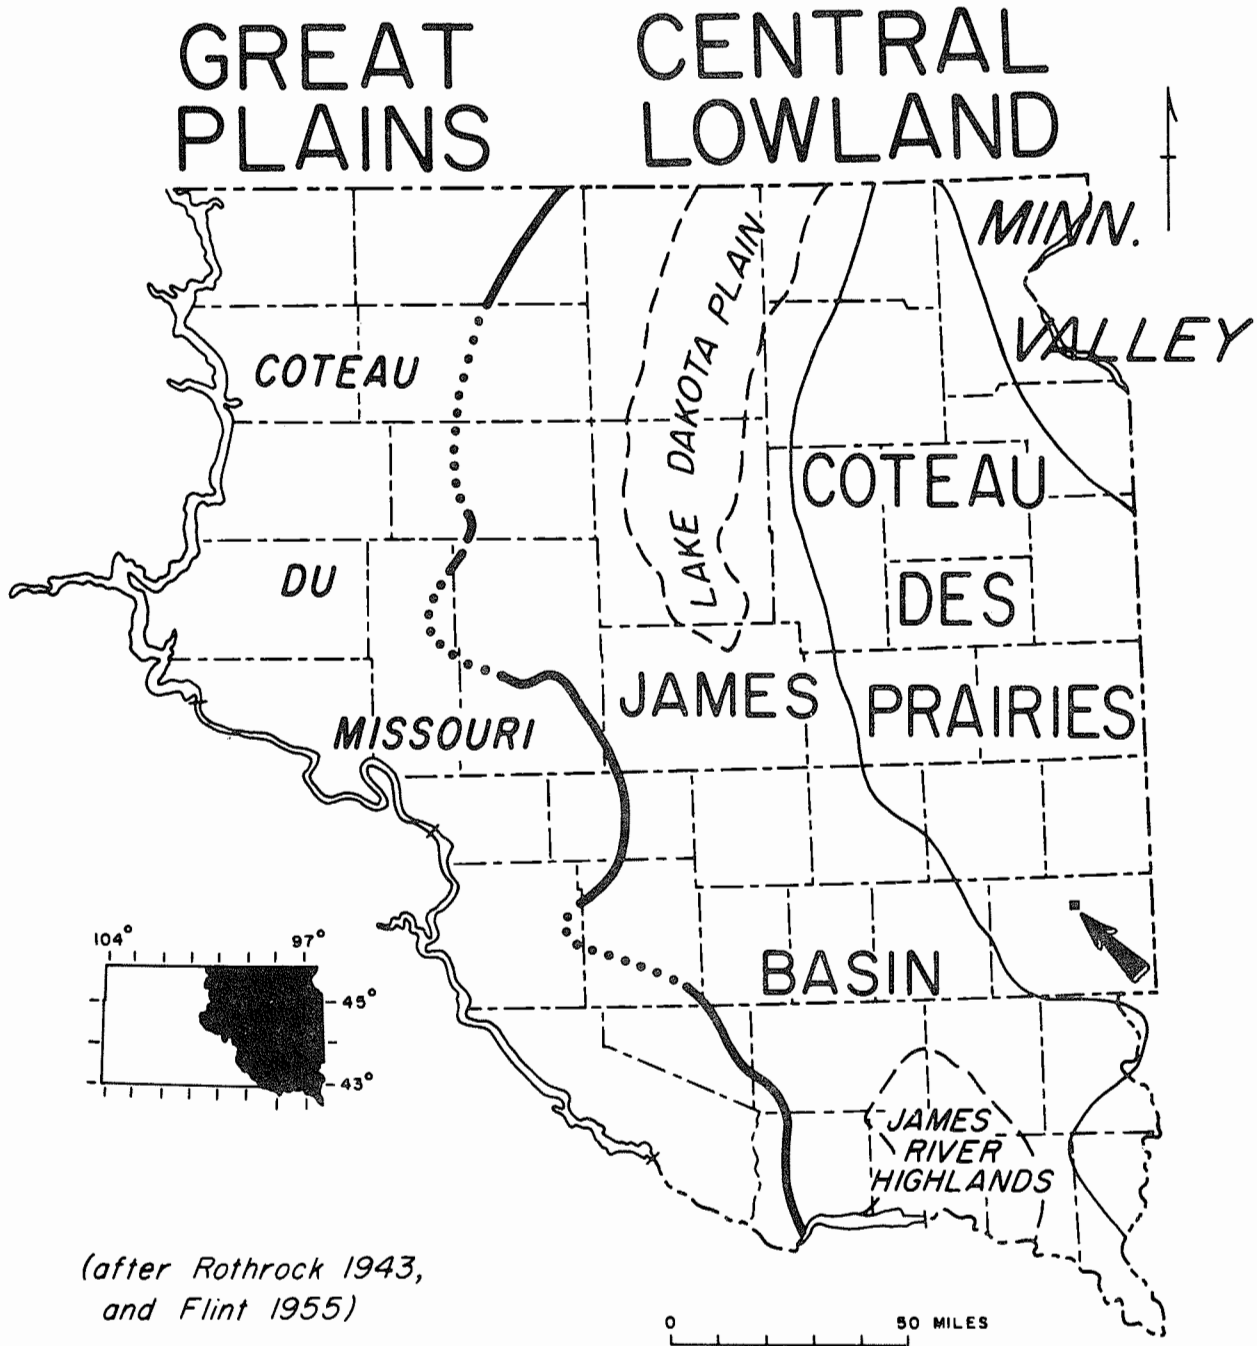 GREAT
PLAINS
CENTRAL
LOWLAND
MINN.
VALLEY
LAKE DAKOTA PLAIN
COTEAU
DU
MISSOURI
COTEAU
DES
PRAIRIES
JAMES
BASIN
JAMES
RIVER
HIGHLANDS
104° 97°
45°
43°
(after Rothrock 1943,
and Flint 1955)
0 50 MILES